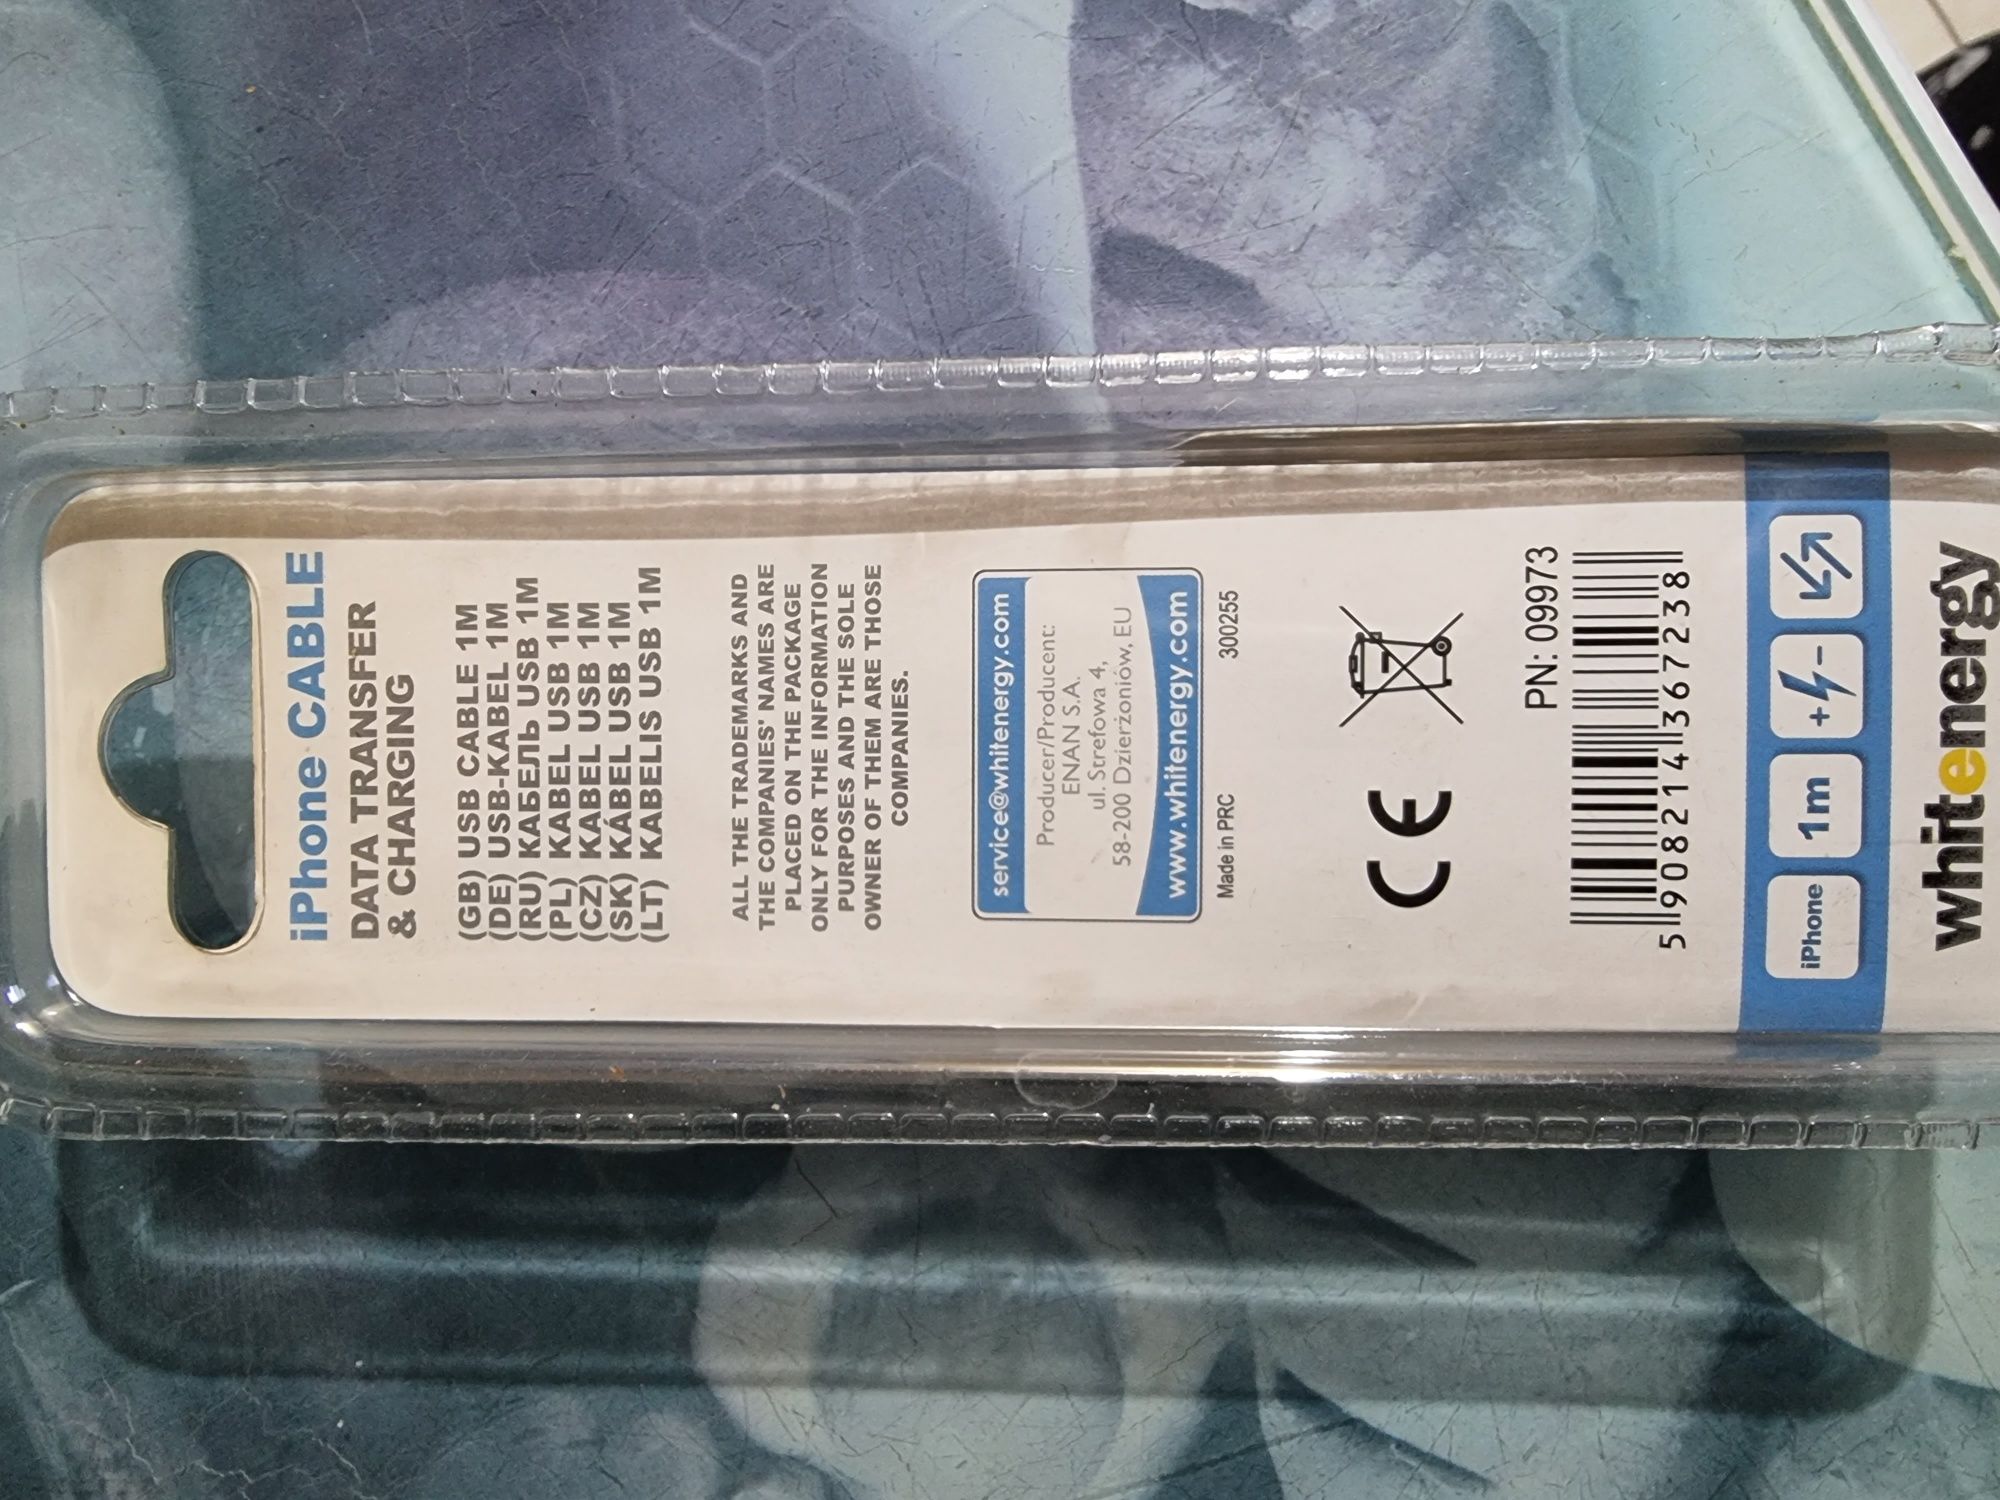 iPhone CABLE
DATA TRANSFER
& CHARGING
(GB) USB CABLE 1M
(DE) USB-KABEL 1M
(RU) КАБЕЛЬ USB 1M
(PL) KABEL USB 1M
(CZ) KABEL USB 1M
(SK) KÁBEL USB 1M
(LT) KABELIS USB 1M
ALL THE TRADEMARKS AND
THE COMPANIES' NAMES ARE
PLACED ON THE PACKAGE
ONLY FOR THE INFORMATION
PURPOSES AND THE SOLE
OWNER OF THEM ARE THOSE
COMPANIES.
service@whitenergy.com
Producer/Producent:
ENAN S.A.
ul. Strefowa 4,
58-200 Dzierżoniów, EU
www.whitenergy.com
Made in PRC 300255
CE
PN: 09973
5 908214 367238
iPhone 1m + -
whitenergy